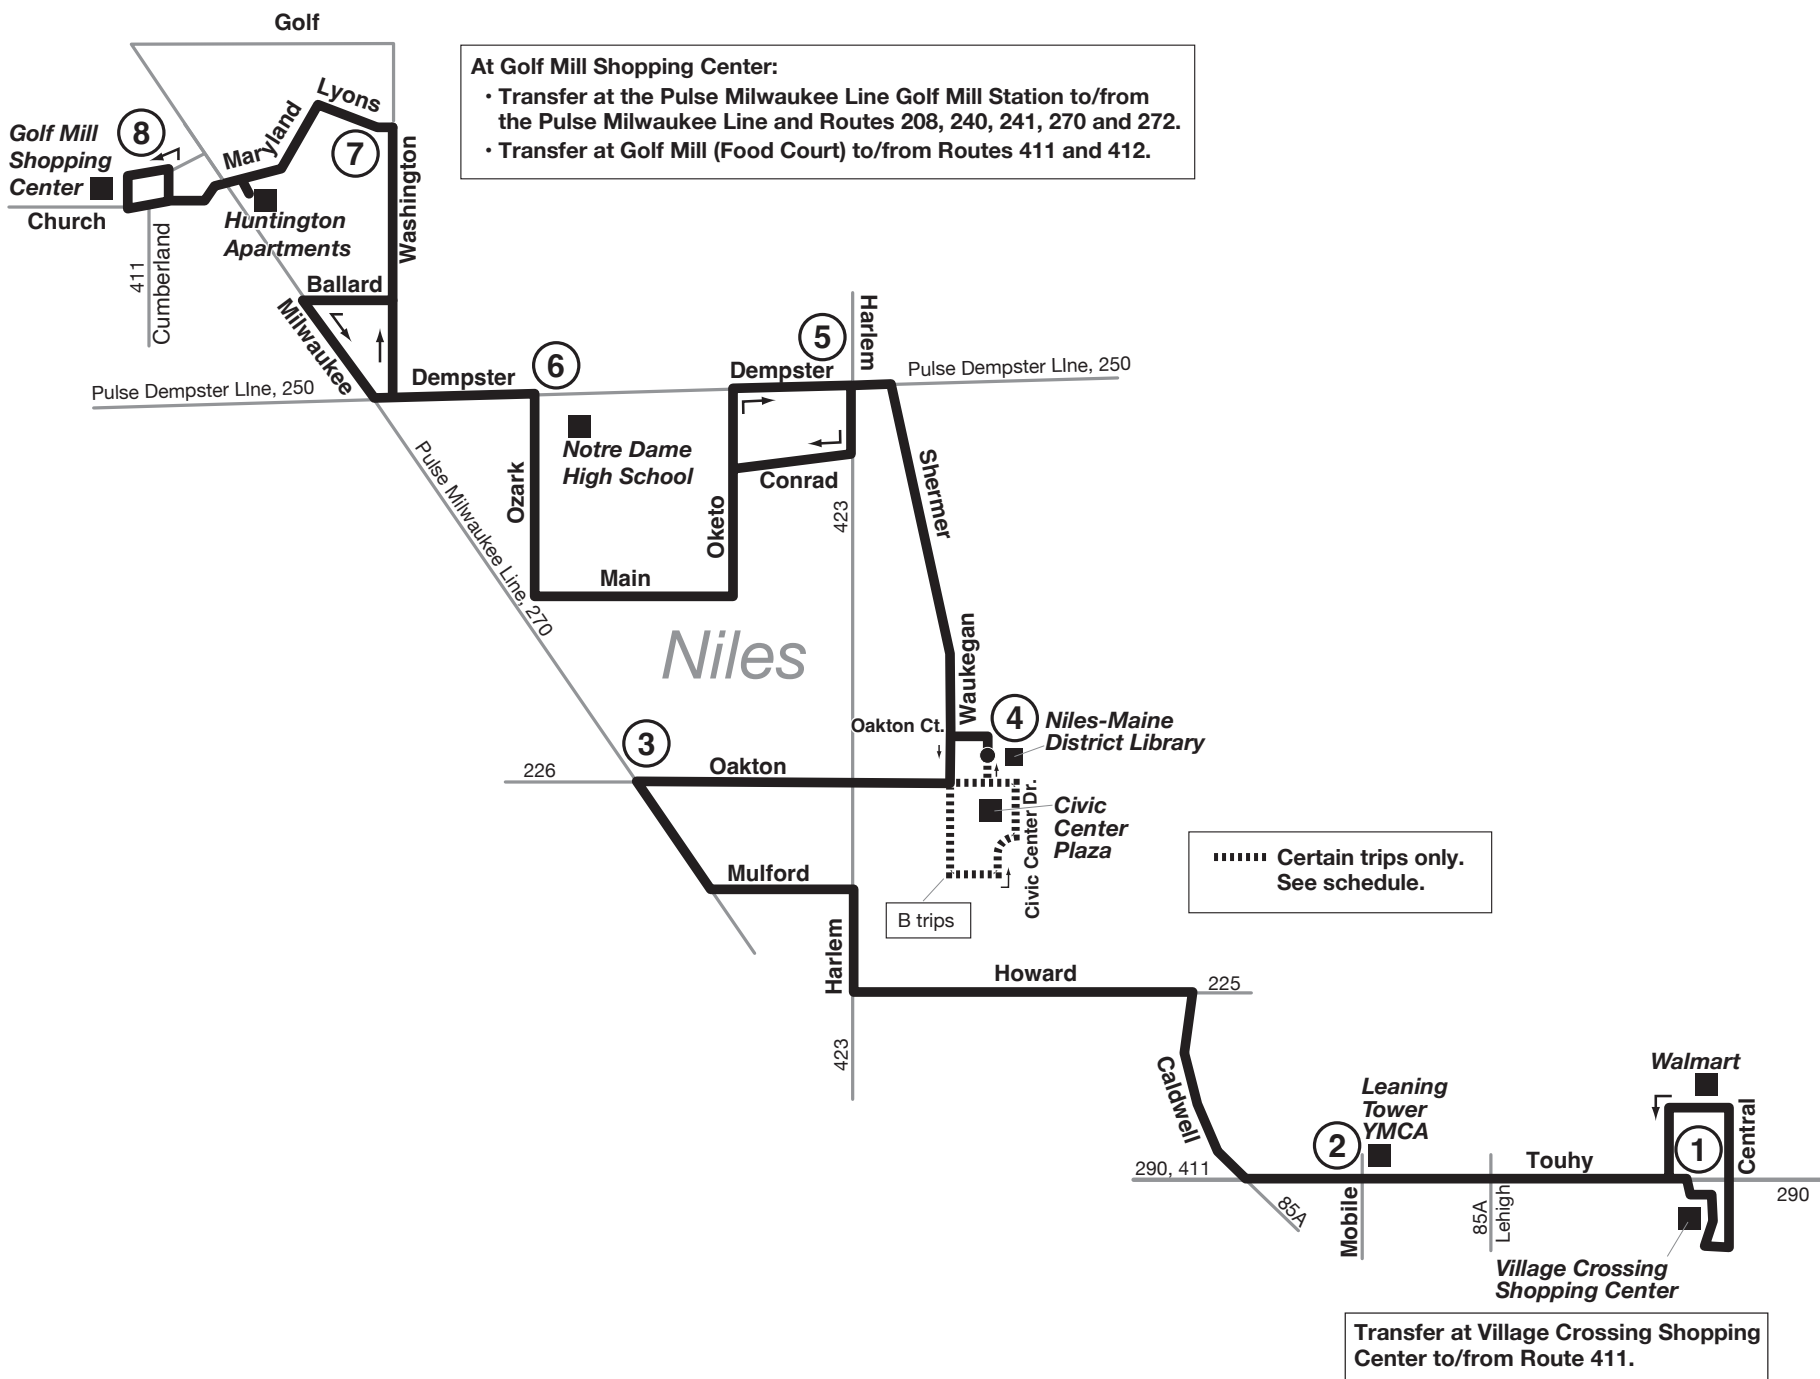 Golf
At Golf Mill Shopping Center:
• Transfer at the Pulse Milwaukee Line Golf Mill Station to/from
the Pulse Milwaukee Line and Routes 208, 240, 241, 270 and 272.
• Transfer at Golf Mill (Food Court) to/from Routes 411 and 412.
Golf Mill
Shopping
Center
8
Maryland
Lyons
7
Washington
Church
Huntington
Apartments
411
Cumberland
Ballard
Milwaukee
Dempster
6
Pulse Dempster LIne, 250
5
Harlem
Dempster
Pulse Dempster LIne, 250
Notre Dame
High School
Ozark
Pulse Milwaukee Line, 270
Oketo
Conrad
423
Shermer
Main
Niles
Waukegan
Oakton Ct.
4
Niles-Maine
District Library
3
226
Oakton
Civic
Center
Plaza
Civic Center Dr.
Mulford
B trips
Certain trips only.
See schedule.
Harlem
Howard
225
423
Caldwell
Leaning
Tower
YMCA
2
Walmart
1
Central
290, 411
Touhy
290
85A
Mobile
85A
Lehigh
Village Crossing
Shopping Center
Transfer at Village Crossing Shopping
Center to/from Route 411.